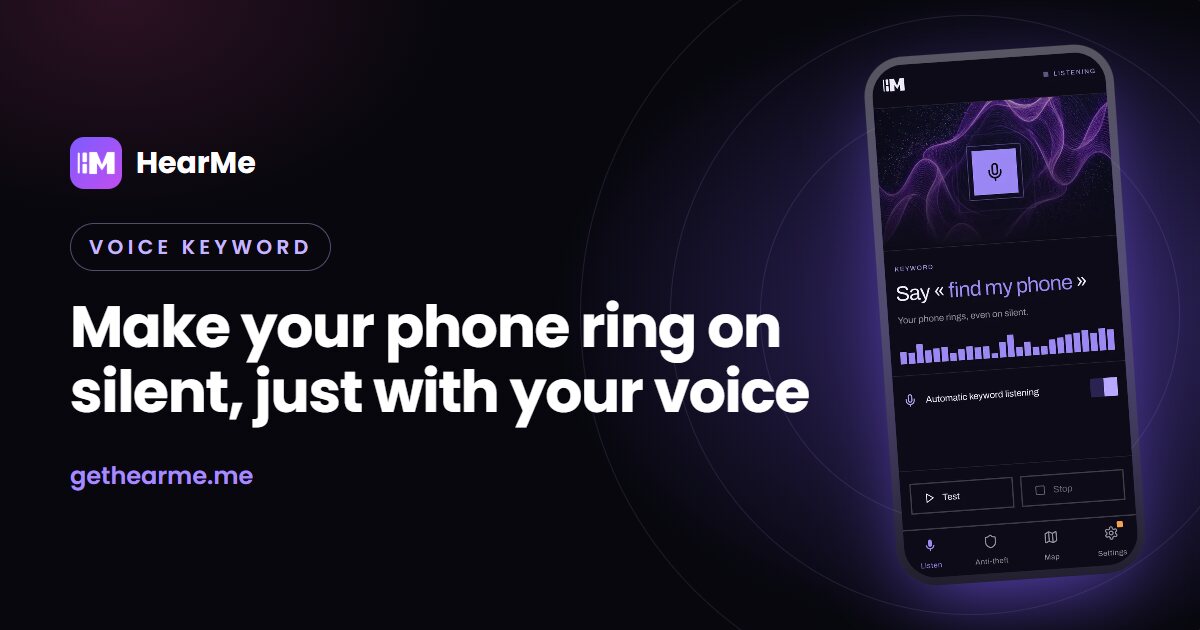 HearMe
VOICE KEYWORD
Make your phone ring on
silent, just with your voice
gethearme.me
LISTENING
KEYWORD
Say « find my phone »
Your phone rings, even on silent.
Automatic keyword listening
Test
Stop
Listen
Anti-theft
Map
Settings